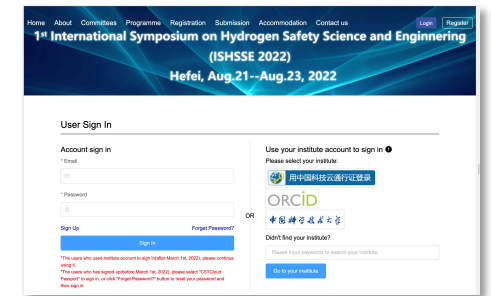 Home About Committees Programme Registration Submission Accommodation Contact us Login Register
1st International Symposium on Hydrogen Safety Science and Enginnering
(ISHSSE 2022)
Hefei, Aug.21--Aug.23, 2022
User Sign In
Account sign in
* Email
* Password
Sign Up Forget Password?
Sign In
*The users who used institute account to sign in(after March 1st, 2022), please continue
using it.
*The users who has signed up(before March 1st, 2022), please select "CSTCloud
Passport" to sign in, or click "Forget Password?" button to reset your password and
then sign in.
OR
Use your institute account to sign in
Please select your institute:
用中国科技云通行证登录
ORCiD
中国科学技术大学
Didn't find your institute?
Please input keywords to search your institute
Go to your institute